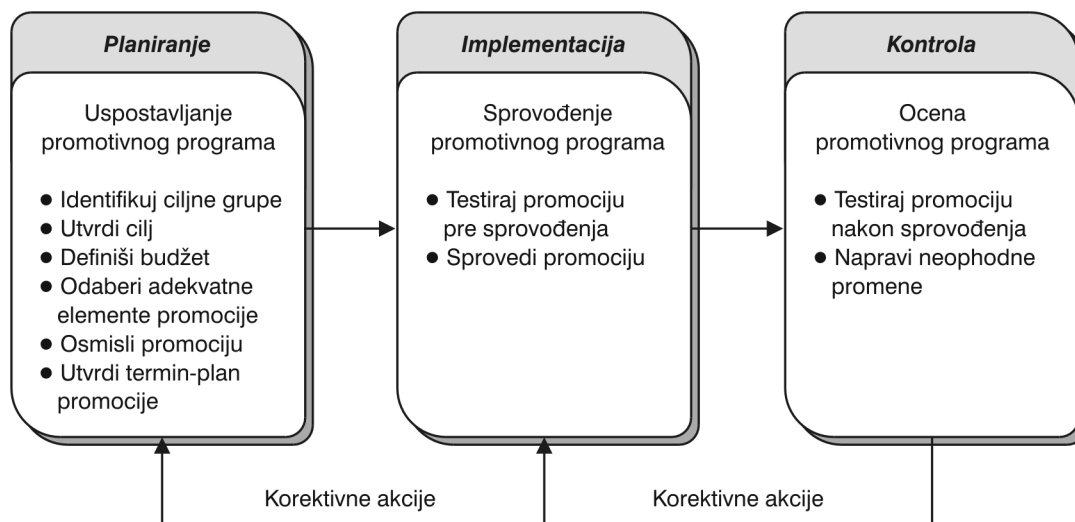 Planiranje
Uspostavljanje
promotivnog programa
● Identifikuj ciljne grupe
● Utvrdi cilj
● Definiši budžet
● Odaberi adekvatne
elemente promocije
● Osmisli promociju
● Utvrdi termin-plan
promocije
Implementacija
Sprovođenje
promotivnog programa
● Testiraj promociju
pre sprovođenja
● Sprovedi promociju
Kontrola
Ocena
promotivnog programa
● Testiraj promociju
nakon sprovođenja
● Napravi neophodne
promene
Korektivne akcije
Korektivne akcije